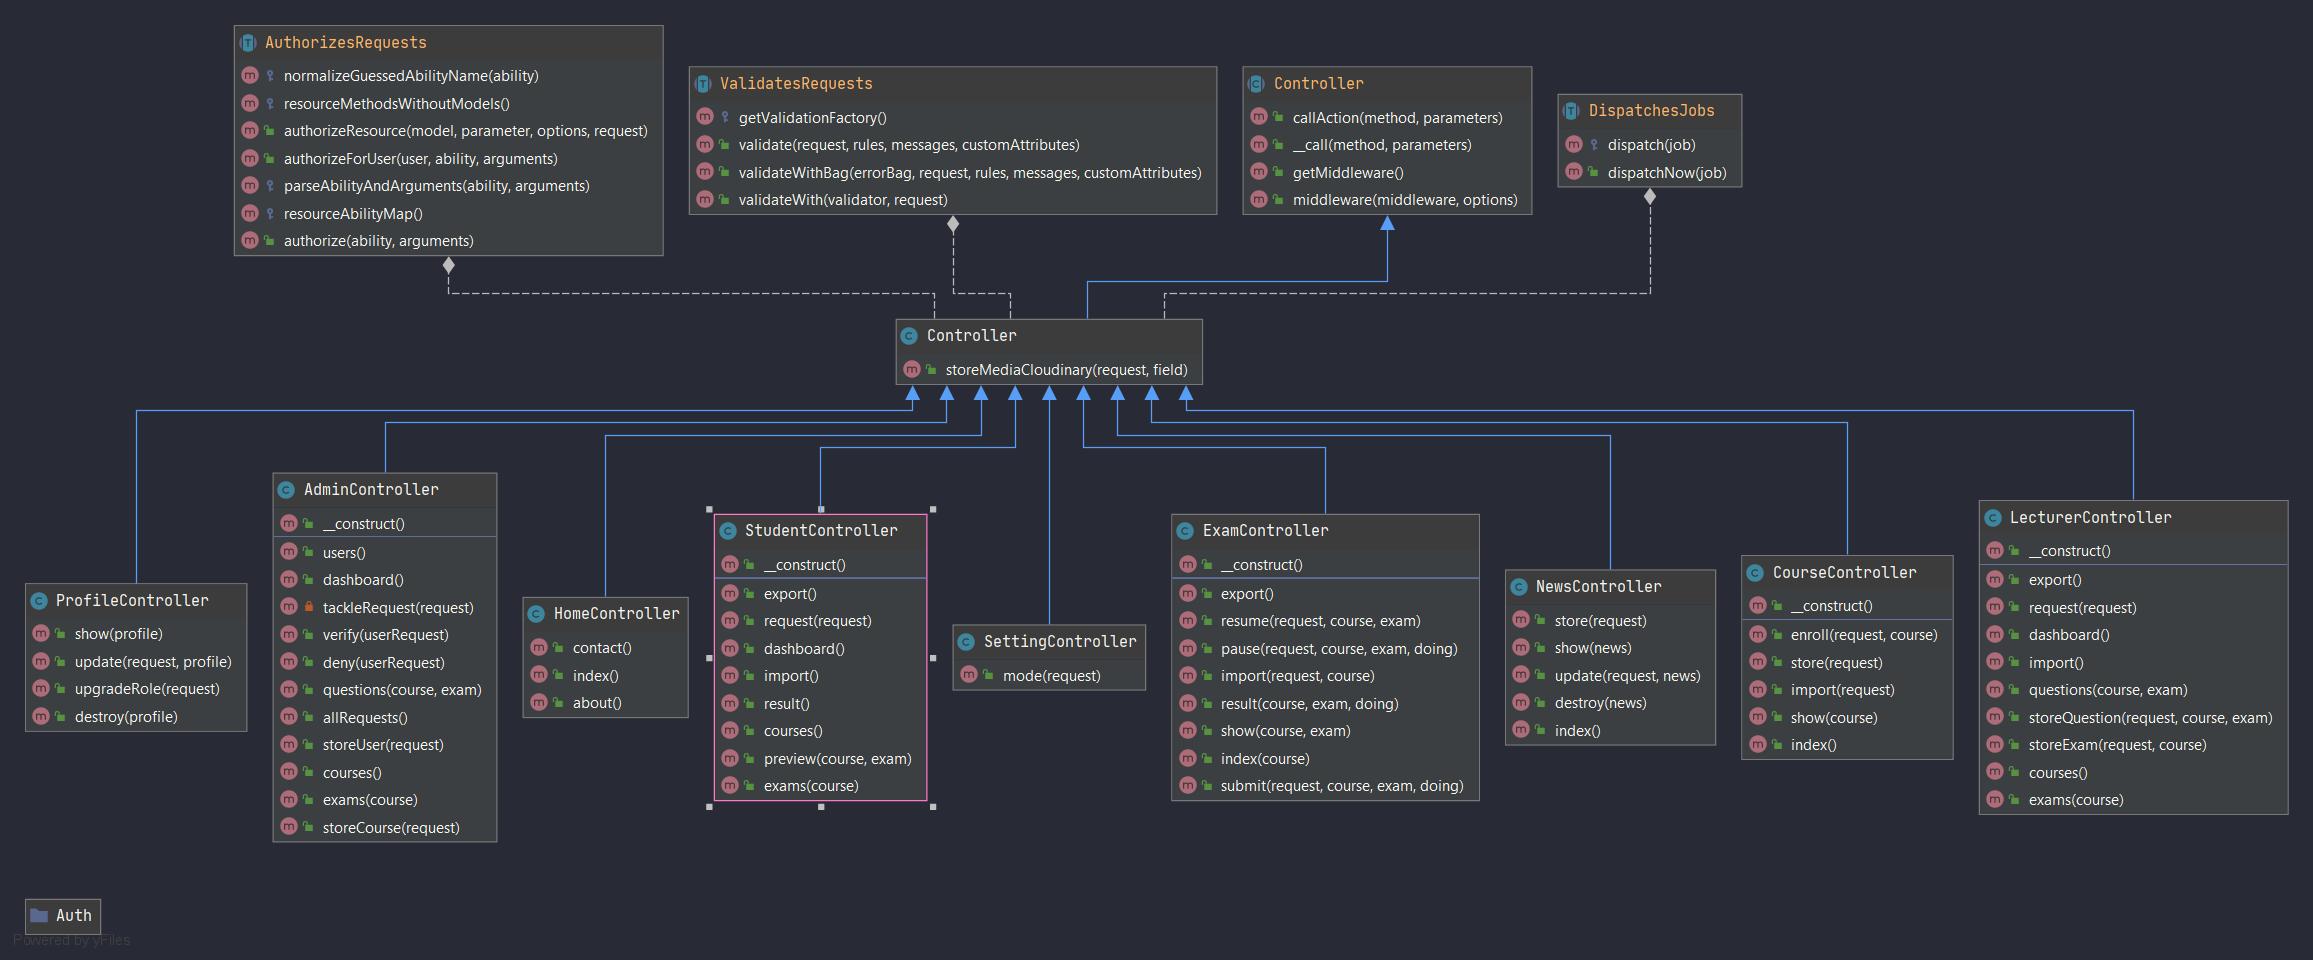 AuthorizesRequests
normalizeGuessedAbilityName(ability)
resourceMethodsWithoutModels()
authorizeResource(model, parameter, options, request)
authorizeForUser(user, ability, arguments)
parseAbilityAndArguments(ability, arguments)
resourceAbilityMap()
authorize(ability, arguments)
ValidatesRequests
getValidationFactory()
validate(request, rules, messages, customAttributes)
validateWithBag(errorBag, request, rules, messages, customAttributes)
validateWith(validator, request)
Controller
callAction(method, parameters)
__call(method, parameters)
getMiddleware()
middleware(middleware, options)
DispatchesJobs
dispatch(job)
dispatchNow(job)
Controller
storeMediaCloudinary(request, field)
ProfileController
show(profile)
update(request, profile)
upgradeRole(request)
destroy(profile)
AdminController
__construct()
users()
dashboard()
tackleRequest(request)
verify(userRequest)
deny(userRequest)
questions(course, exam)
allRequests()
storeUser(request)
courses()
exams(course)
storeCourse(request)
HomeController
contact()
index()
about()
StudentController
__construct()
export()
request(request)
dashboard()
import()
result()
courses()
preview(course, exam)
exams(course)
SettingController
mode(request)
ExamController
__construct()
export()
resume(request, course, exam)
pause(request, course, exam, doing)
import(request, course)
result(course, exam, doing)
show(course, exam)
index(course)
submit(request, course, exam, doing)
NewsController
store(request)
show(news)
update(request, news)
destroy(news)
index()
CourseController
__construct()
enroll(request, course)
store(request)
import(request)
show(course)
index()
LecturerController
__construct()
export()
request(request)
dashboard()
import()
questions(course, exam)
storeQuestion(request, course, exam)
storeExam(request, course)
courses()
exams(course)
Auth
Powered by yFiles